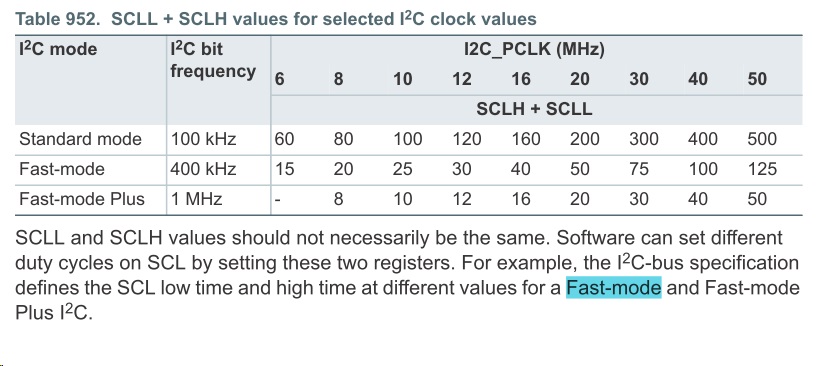 Table 952. SCLL + SCLH values for selected I²C clock values
I²C mode I²C bit frequency I2C_PCLK (MHz)
6 8 10 12 16 20 30 40 50
SCLH + SCLL
Standard mode 100 kHz 60 80 100 120 160 200 300 400 500
Fast-mode 400 kHz 15 20 25 30 40 50 75 100 125
Fast-mode Plus 1 MHz - 8 10 12 16 20 30 40 50
SCLL and SCLH values should not necessarily be the same. Software can set different
duty cycles on SCL by setting these two registers. For example, the I²C-bus specification
defines the SCL low time and high time at different values for a Fast-mode and Fast-mode
Plus I²C.